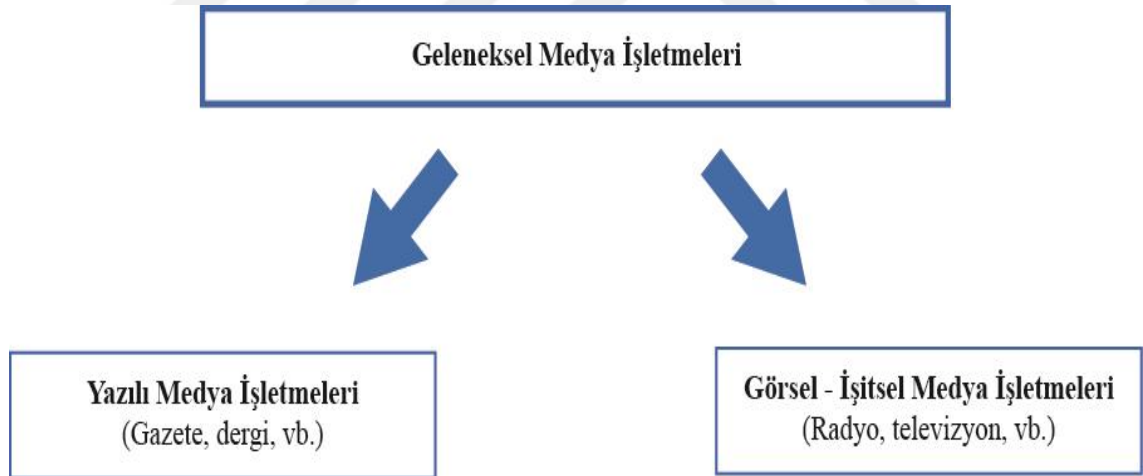 Geleneksel Medya İşletmeleri
Yazılı Medya İşletmeleri
(Gazete, dergi, vb.)
Görsel - İşitsel Medya İşletmeleri
(Radyo, televizyon, vb.)